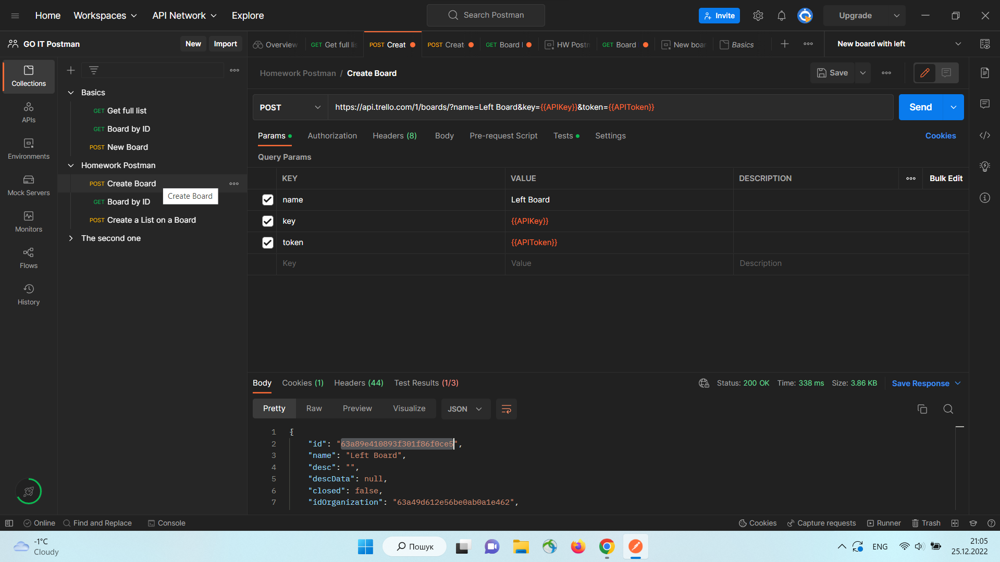 Home
Workspaces
API Network
Explore
Search Postman
Invite
Upgrade
GO IT Postman
New
Import
Overview
GET Get full lis
POST Creat
POST Creat
GET Board
HW Postm
GET Board
New boar
Basics
New board with left
Collections
APIs
Environments
Mock Servers
Monitors
Flows
History
Basics
GET Get full list
GET Board by ID
POST New Board
Homework Postman
POST Create Board
Create Board
GET Board by ID
POST Create a List on a Board
The second one
Homework Postman / Create Board
Save
POST
https://api.trello.com/1/boards/?name=Left Board&key={{APIKey}}&token={{APIToken}}
Send
Params
Authorization
Headers (8)
Body
Pre-request Script
Tests
Settings
Cookies
Query Params
KEY VALUE DESCRIPTION Bulk Edit
name Left Board
key {{APIKey}}
token {{APIToken}}
Key Value Description
Body
Cookies (1)
Headers (44)
Test Results (1/3)
Status: 200 OK Time: 338 ms Size: 3.86 KB
Save Response
Pretty
Raw
Preview
Visualize
JSON
1 {
2 "id": "63a89e410893f301f86f0ce5",
3 "name": "Left Board",
4 "desc": "",
5 "descData": null,
6 "closed": false,
7 "idOrganization": "63a49d612e56be0ab0a1e462",
Online
Find and Replace
Console
Cookies
Capture requests
Runner
Trash
-1°C
Cloudy
Пошук
ENG
21:05
25.12.2022